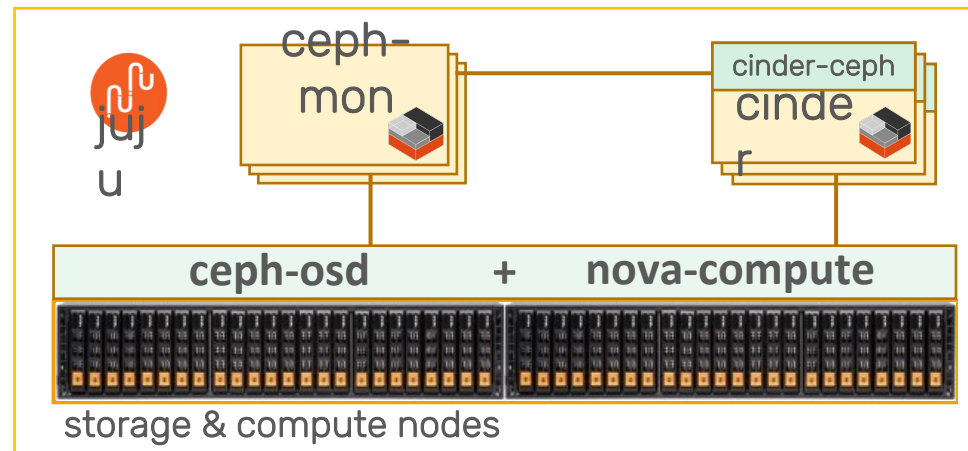 juj
u
ceph-
mon
cinder-ceph
cinde
r
ceph-osd + nova-compute
storage & compute nodes